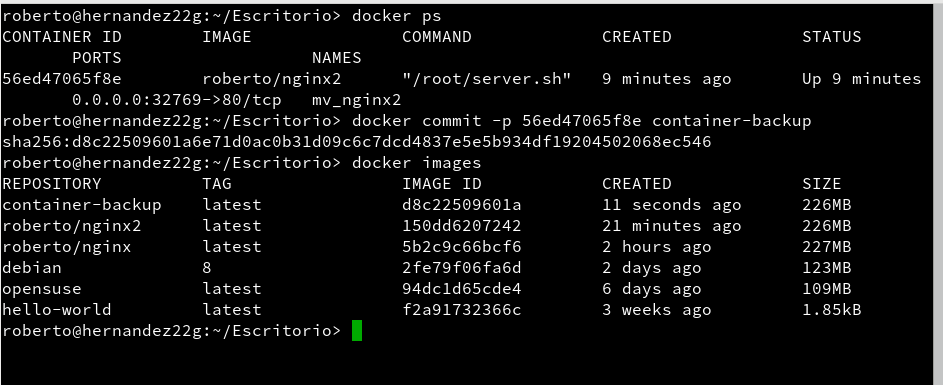 roberto@hernandez22g:~/Escritorio> docker ps
CONTAINER ID        IMAGE               COMMAND             CREATED             STATUS
       PORTS                   NAMES
56ed47065f8e        roberto/nginx2      "/root/server.sh"   9 minutes ago       Up 9 minutes
       0.0.0.0:32769->80/tcp   mv_nginx2
roberto@hernandez22g:~/Escritorio> docker commit -p 56ed47065f8e container-backup
sha256:d8c22509601a6e71d0ac0b31d09c6c7dcd4837e5e5b934df19204502068ec546
roberto@hernandez22g:~/Escritorio> docker images
REPOSITORY          TAG                 IMAGE ID            CREATED             SIZE
container-backup    latest              d8c22509601a        11 seconds ago      226MB
roberto/nginx2      latest              150dd6207242        21 minutes ago      226MB
roberto/nginx       latest              5b2c9c66bcf6        2 hours ago         227MB
debian              8                   2fe79f06fa6d        2 days ago          123MB
opensuse            latest              94dc1d65cde4        6 days ago          109MB
hello-world         latest              f2a91732366c        3 weeks ago         1.85kB
roberto@hernandez22g:~/Escritorio>